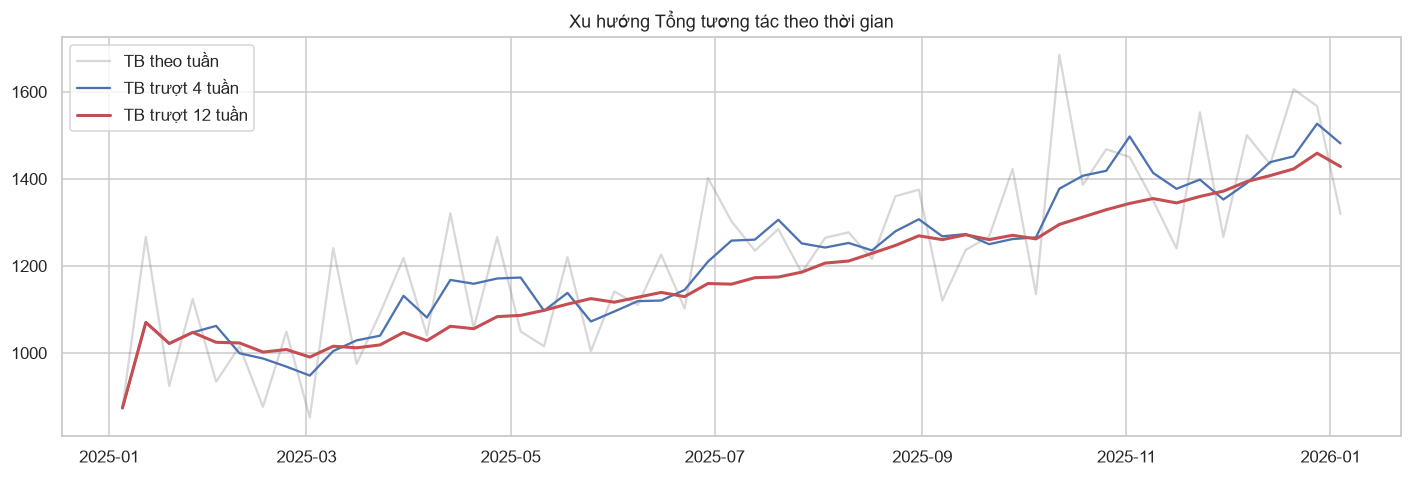 Xu hướng Tổng tương tác theo thời gian
TB theo tuần
TB trượt 4 tuần
TB trượt 12 tuần
1600
1400
1200
1000
2025-01
2025-03
2025-05
2025-07
2025-09
2025-11
2026-01